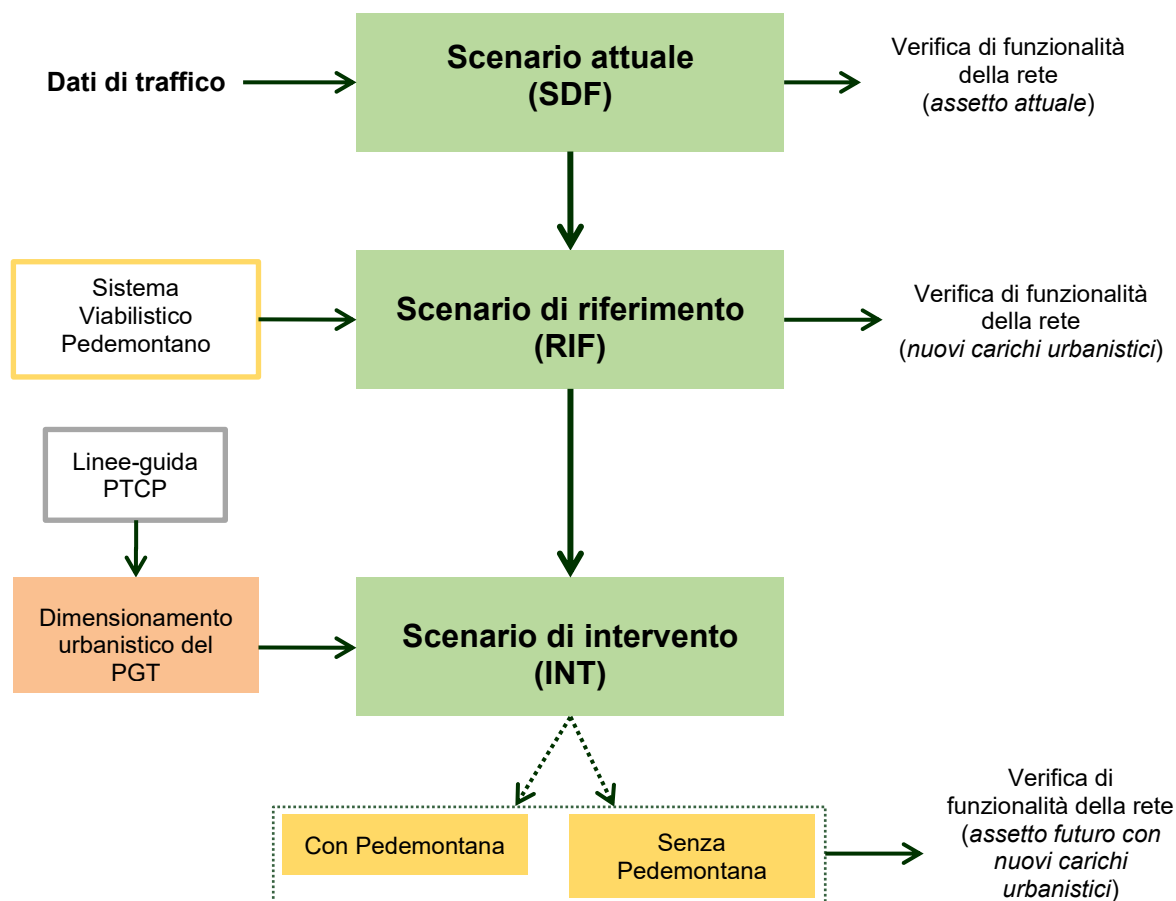 Dati di traffico
Scenario attuale
(SDF)
Verifica di funzionalità
della rete
(assetto attuale)
Sistema
Viabilistico
Pedemontano
Scenario di riferimento
(RIF)
Verifica di funzionalità
della rete
(nuovi carichi urbanistici)
Linee-guida
PTCP
Dimensionamento
urbanistico del
PGT
Scenario di intervento
(INT)
Con Pedemontana
Senza
Pedemontana
Verifica di
funzionalità della rete
(assetto futuro con
nuovi carichi
urbanistici)